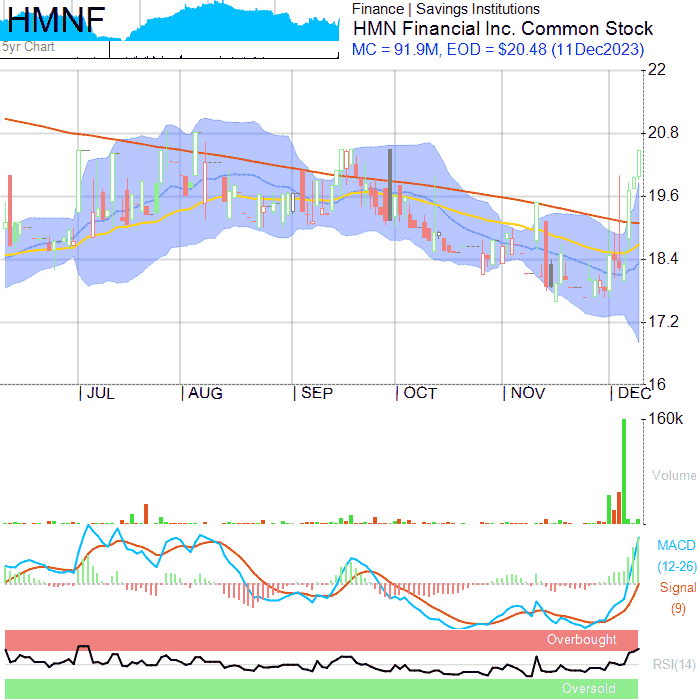 HMNF
5yr Chart
Finance | Savings Institutions
HMN Financial Inc. Common Stock
MC = 91.9M, EOD = $20.48 (11Dec2023)
22
20.8
19.6
18.4
17.2
16
| JUL | AUG | SEP | OCT | NOV | DEC
160k
Volume
MACD
(12-26)
Signal
(9)
Overbought
RSI(14)
Oversold